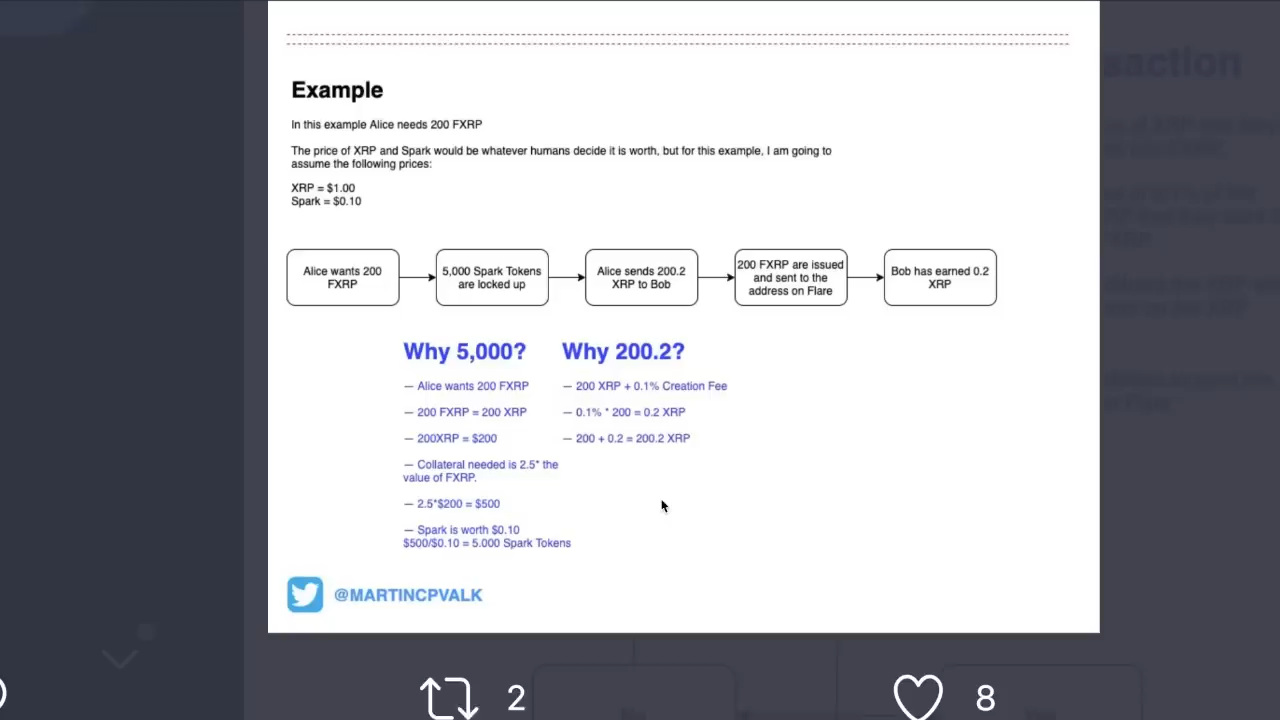 Example
In this example Alice needs 200 FXRP
The price of XRP and Spark would be whatever humans decide it is worth, but for this example, I am going to
assume the following prices:
XRP = $1.00
Spark = $0.10
Alice wants 200
FXRP
5,000 Spark Tokens
are locked up
Alice sends 200.2
XRP to Bob
200 FXRP are issued
and sent to the
address on Flare
Bob has earned 0.2
XRP
Why 5,000?
— Alice wants 200 FXRP
— 200 FXRP = 200 XRP
— 200XRP = $200
— Collateral needed is 2.5* the
value of FXRP.
— 2.5*$200 = $500
— Spark is worth $0.10
$500/$0.10 = 5.000 Spark Tokens
Why 200.2?
— 200 XRP + 0.1% Creation Fee
— 0.1% * 200 = 0.2 XRP
— 200 + 0.2 = 200.2 XRP
@MARTINCPVALK
saction
2
8